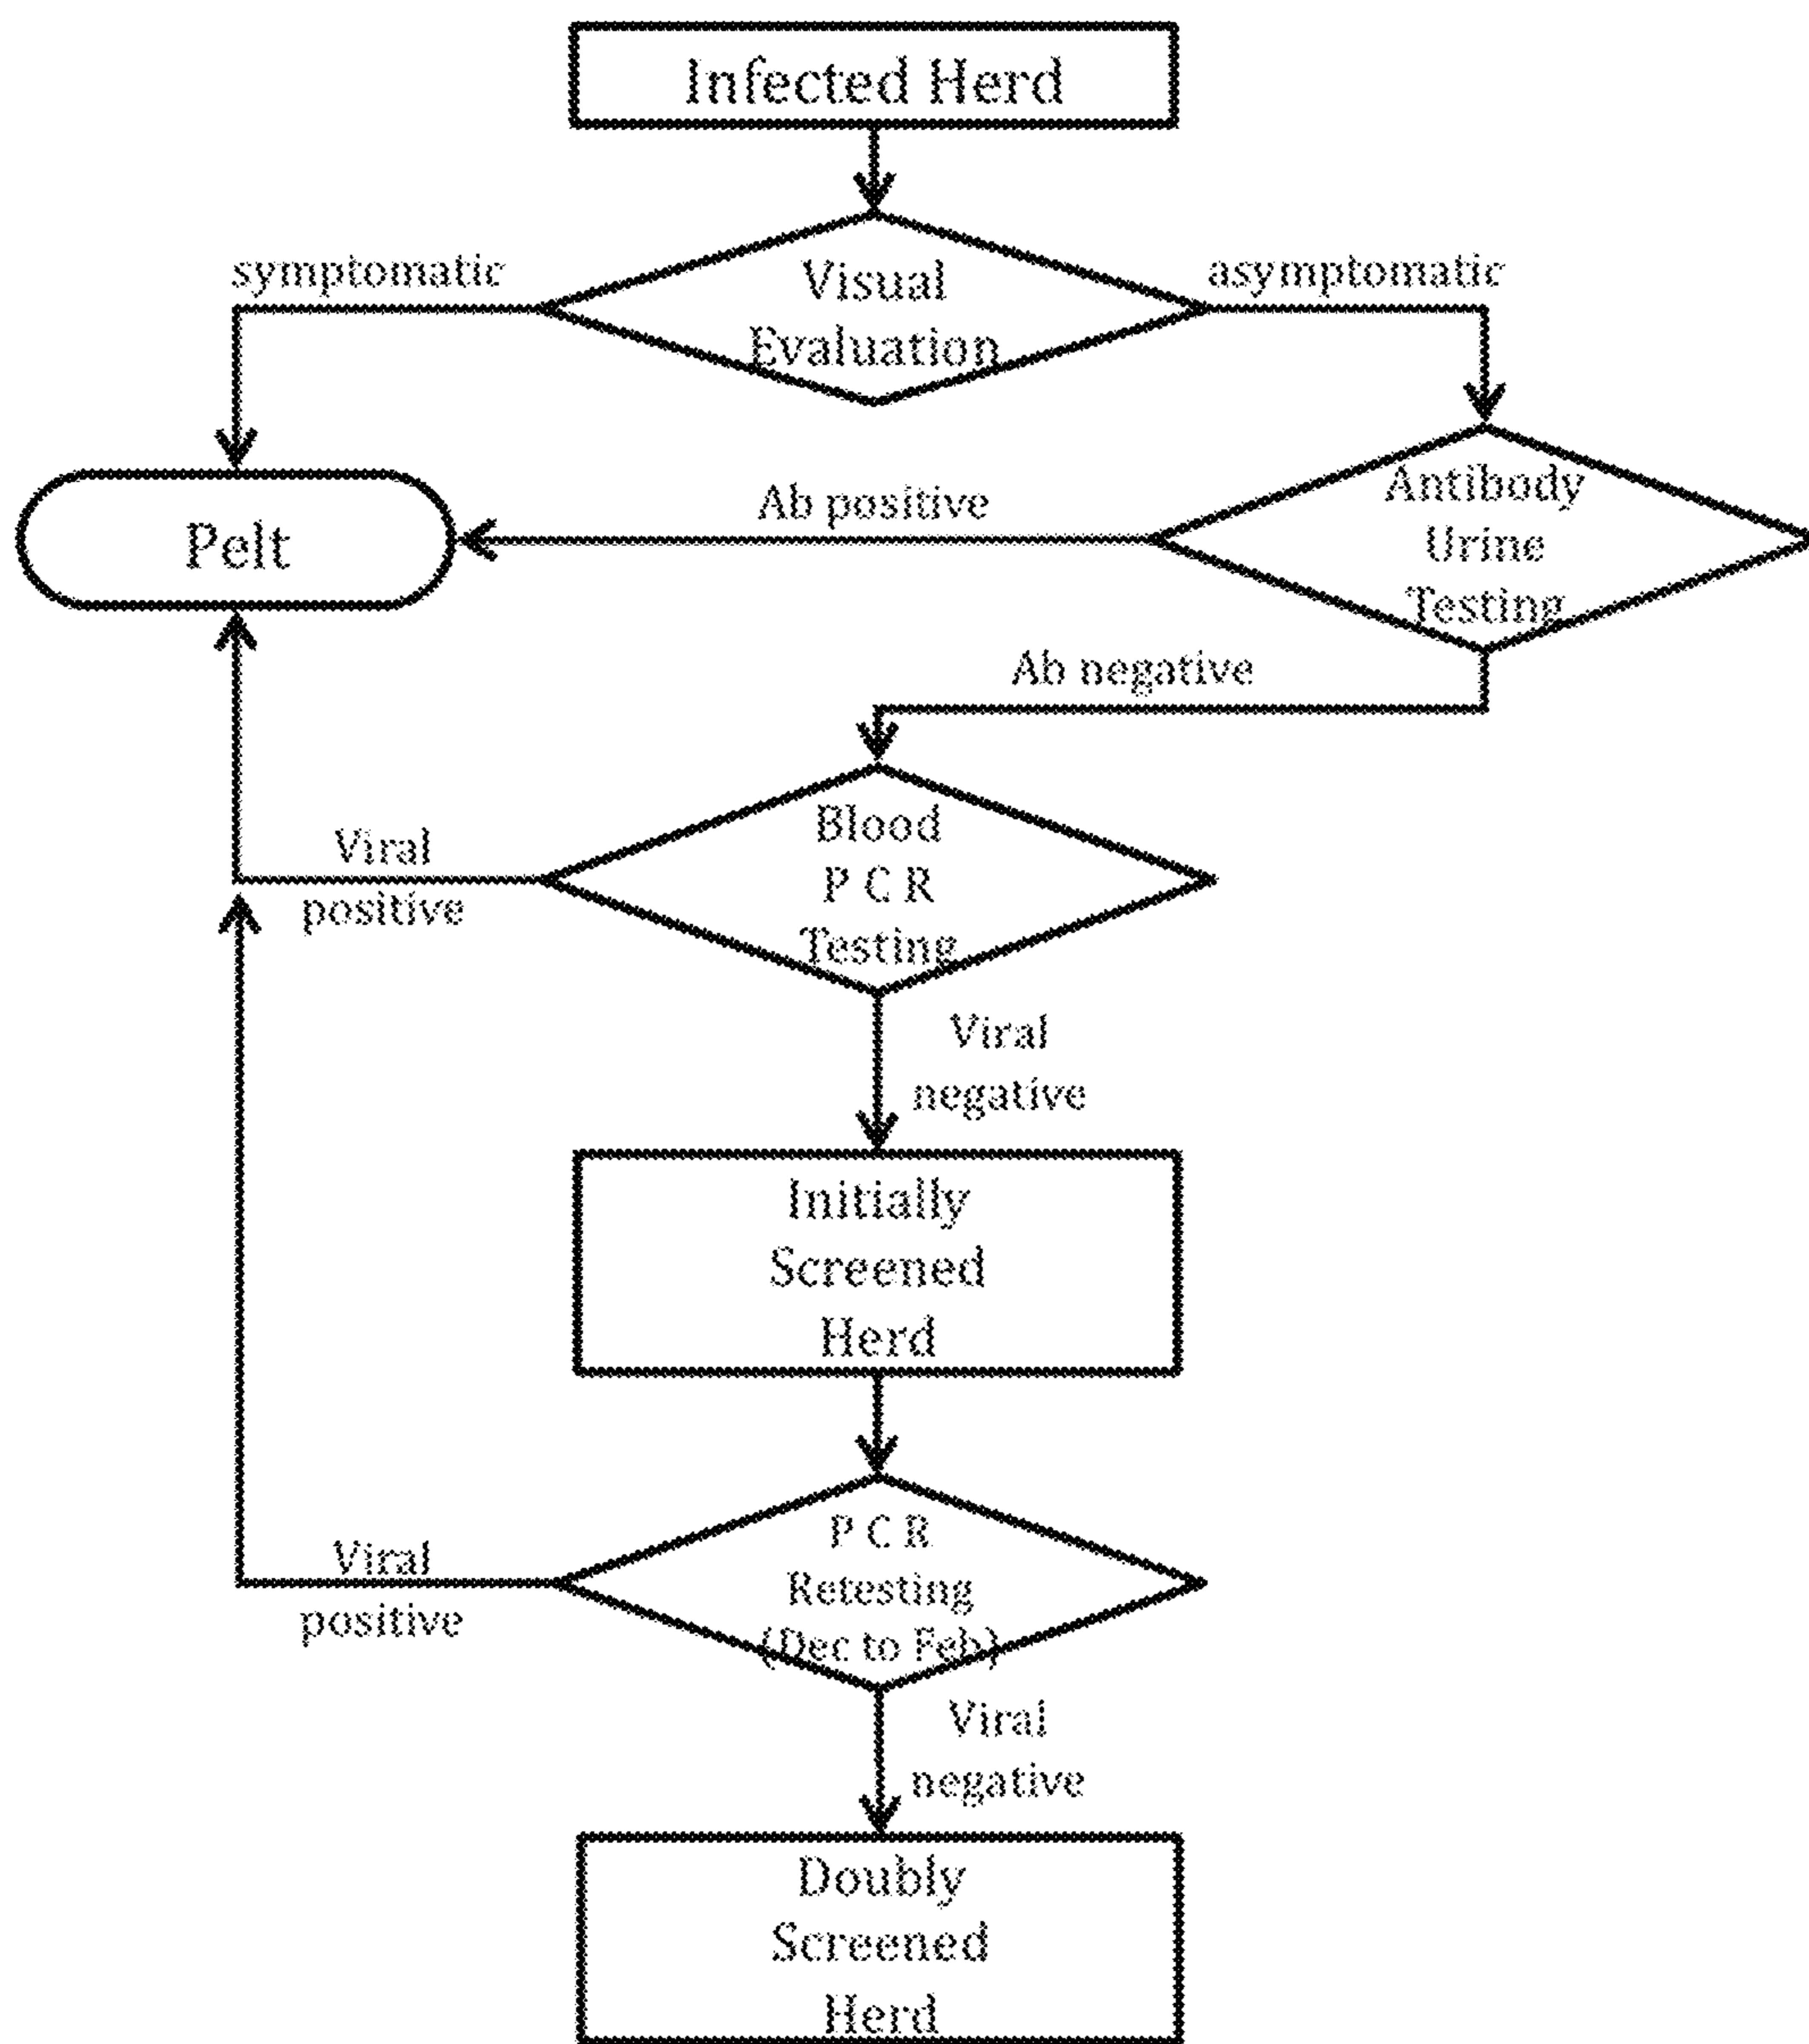 Infected Herd
symptomatic
Visual
Evaluation
asymptomatic
Pelt
Ab positive
Antibody
Urine
Testing
Ab negative
Viral
positive
Blood
P C R
Testing
Viral
negative
Initially
Screened
Herd
Viral
positive
P C R
Retesting
(Dec to Feb)
Viral
negative
Doubly
Screened
Herd